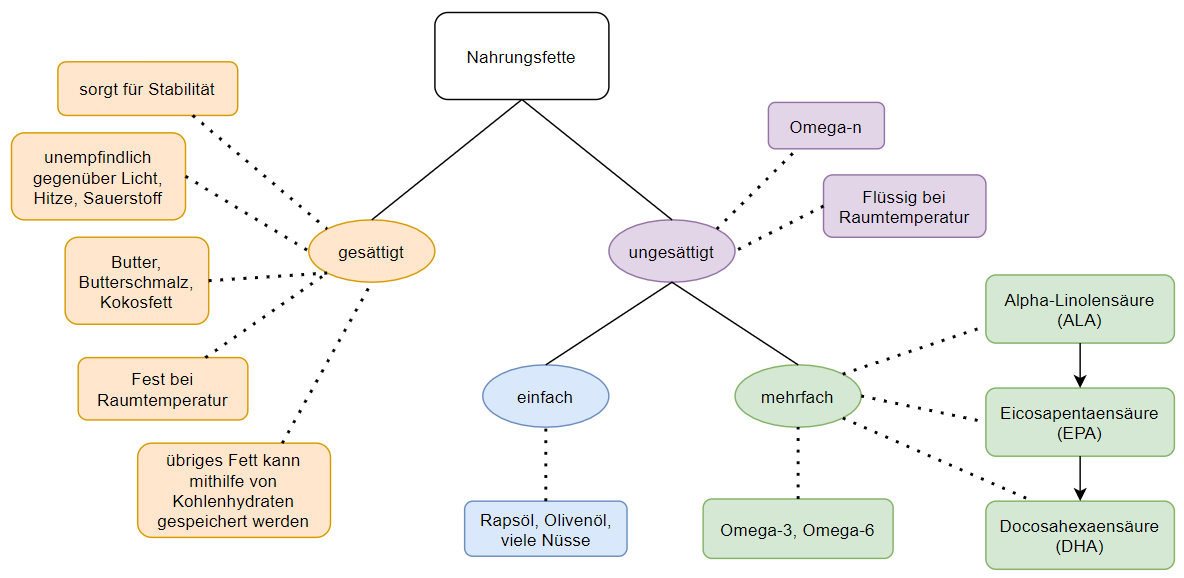 Nahrungsfette
sorgt für Stabilität
unempfindlich
gegenüber Licht,
Hitze, Sauerstoff
Butter,
Butterschmalz,
Kokosfett
Fest bei
Raumtemperatur
übriges Fett kann
mithilfe von
Kohlenhydraten
gespeichert werden
gesättigt
ungesättigt
Omega-n
Flüssig bei
Raumtemperatur
einfach
Rapsöl, Olivenöl,
viele Nüsse
mehrfach
Omega-3, Omega-6
Alpha-Linolensäure
(ALA)
Eicosapentaensäure
(EPA)
Docosahexaensäure
(DHA)